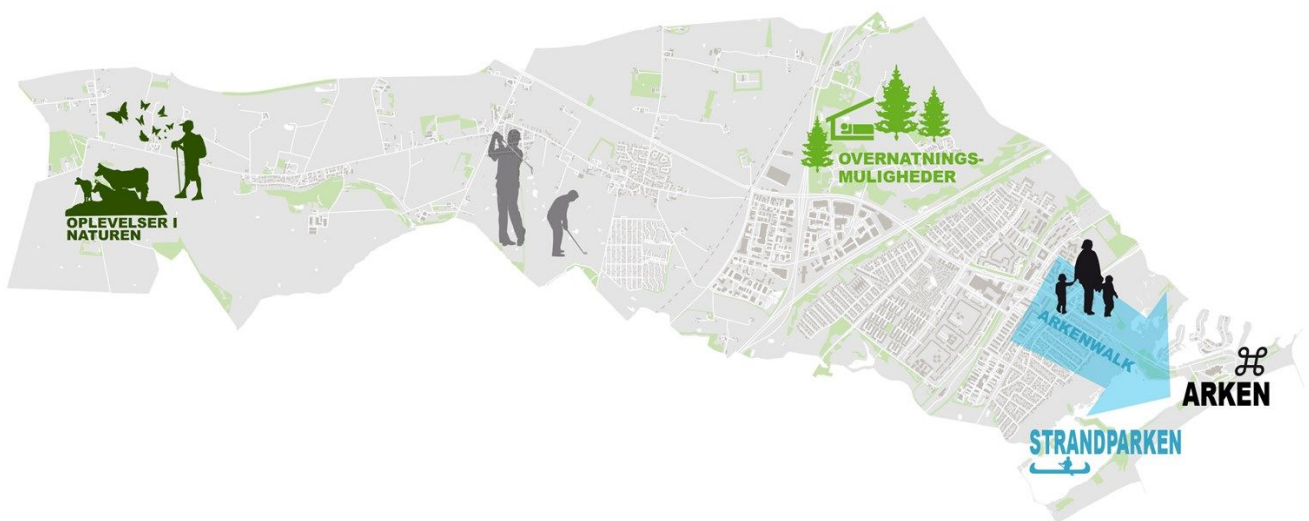 OPLEVELSER I
NATUREN
OVERNATNINGS-
MULIGHEDER
ARKENWALK
ARKEN
STRANDPARKEN